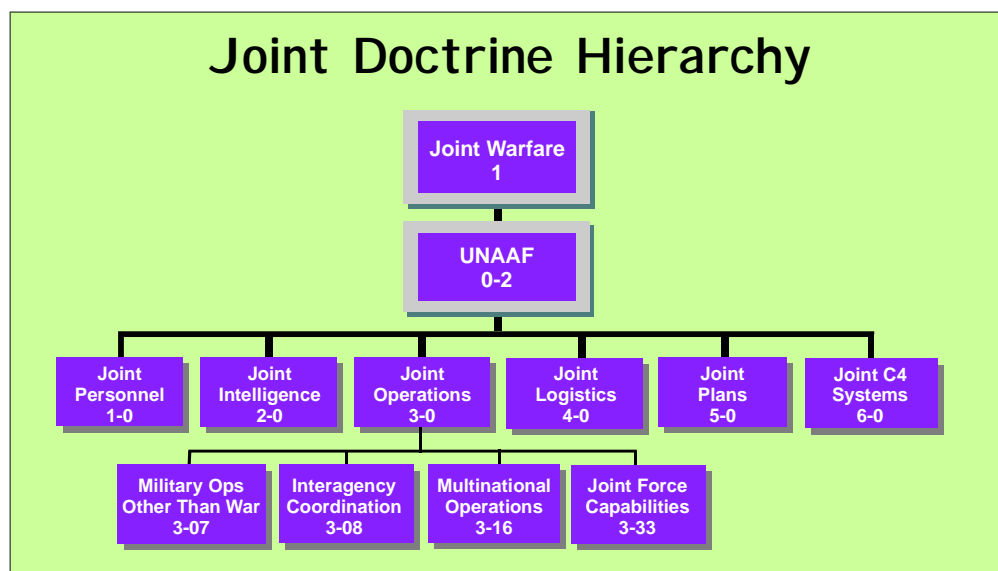 Joint Doctrine Hierarchy
Joint Warfare
1
UNAAF
0-2
Joint
Personnel
1-0
Joint
Intelligence
2-0
Joint
Operations
3-0
Joint
Logistics
4-0
Joint
Plans
5-0
Joint C4
Systems
6-0
Military Ops
Other Than War
3-07
Interagency
Coordination
3-08
Multinational
Operations
3-16
Joint Force
Capabilities
3-33